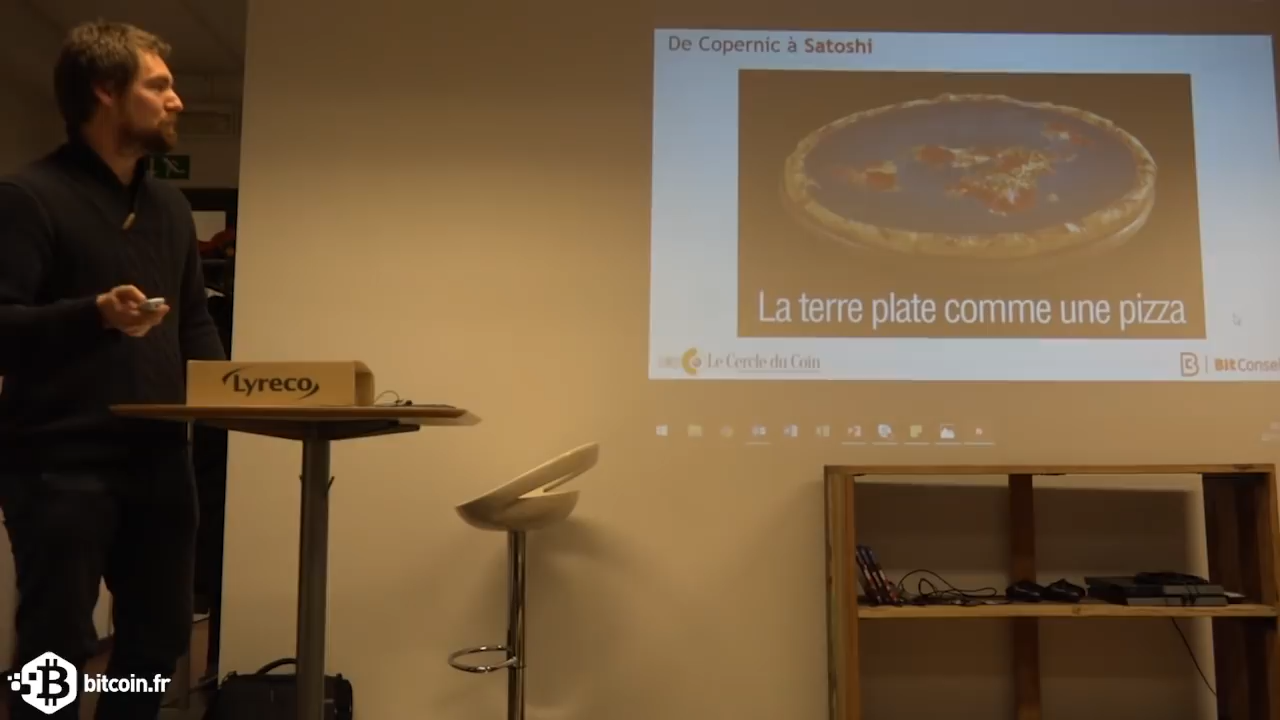 De Copernic à Satoshi
La terre plate comme une pizza
Le Cercle du Coin
BitConsei
Lyreco
bitcoin.fr